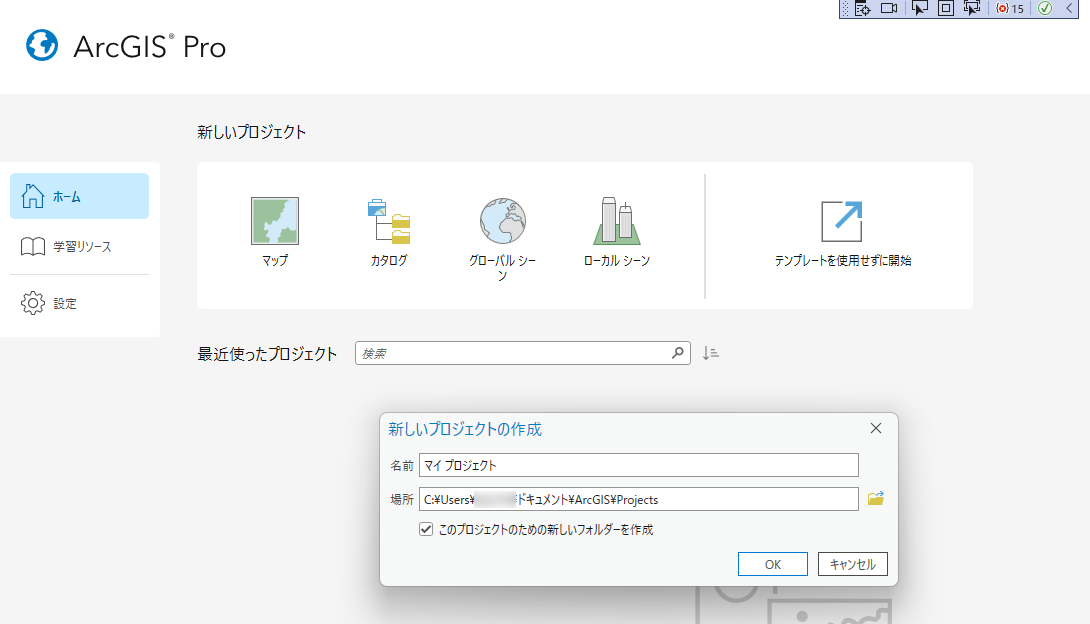 15
ArcGIS® Pro
新しいプロジェクト
ホーム
学習リソース
設定
マップ
カタログ
グローバル シー
ン
ローカル シーン
テンプレートを使用せずに開始
最近使ったプロジェクト
検索
新しいプロジェクトの作成
名前
マイ プロジェクト
場所
C:¥Users¥ ¥ドキュメント¥ArcGIS¥Projects
このプロジェクトのための新しいフォルダーを作成
OK
キャンセル